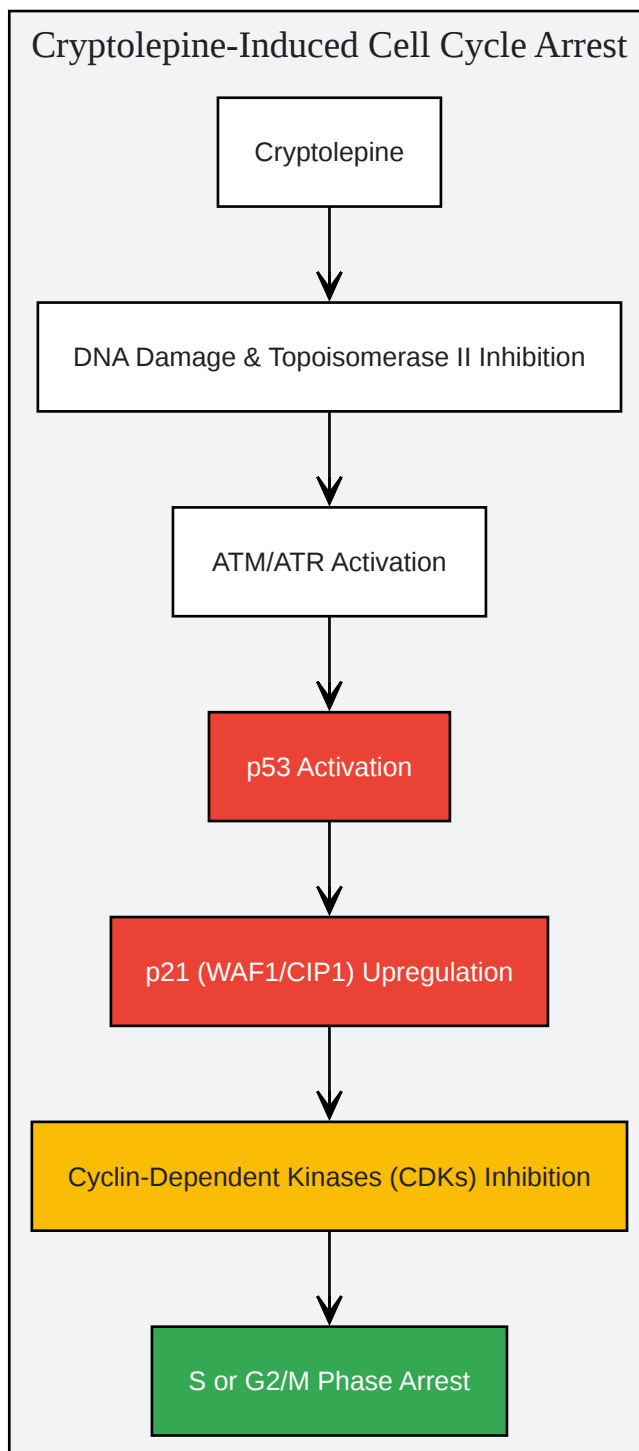 Cryptolepine-Induced Cell Cycle Arrest
Cryptolepine
DNA Damage & Topoisomerase II Inhibition
ATM/ATR Activation
p53 Activation
p21 (WAF1/CIP1) Upregulation
Cyclin-Dependent Kinases (CDKs) Inhibition
S or G2/M Phase Arrest